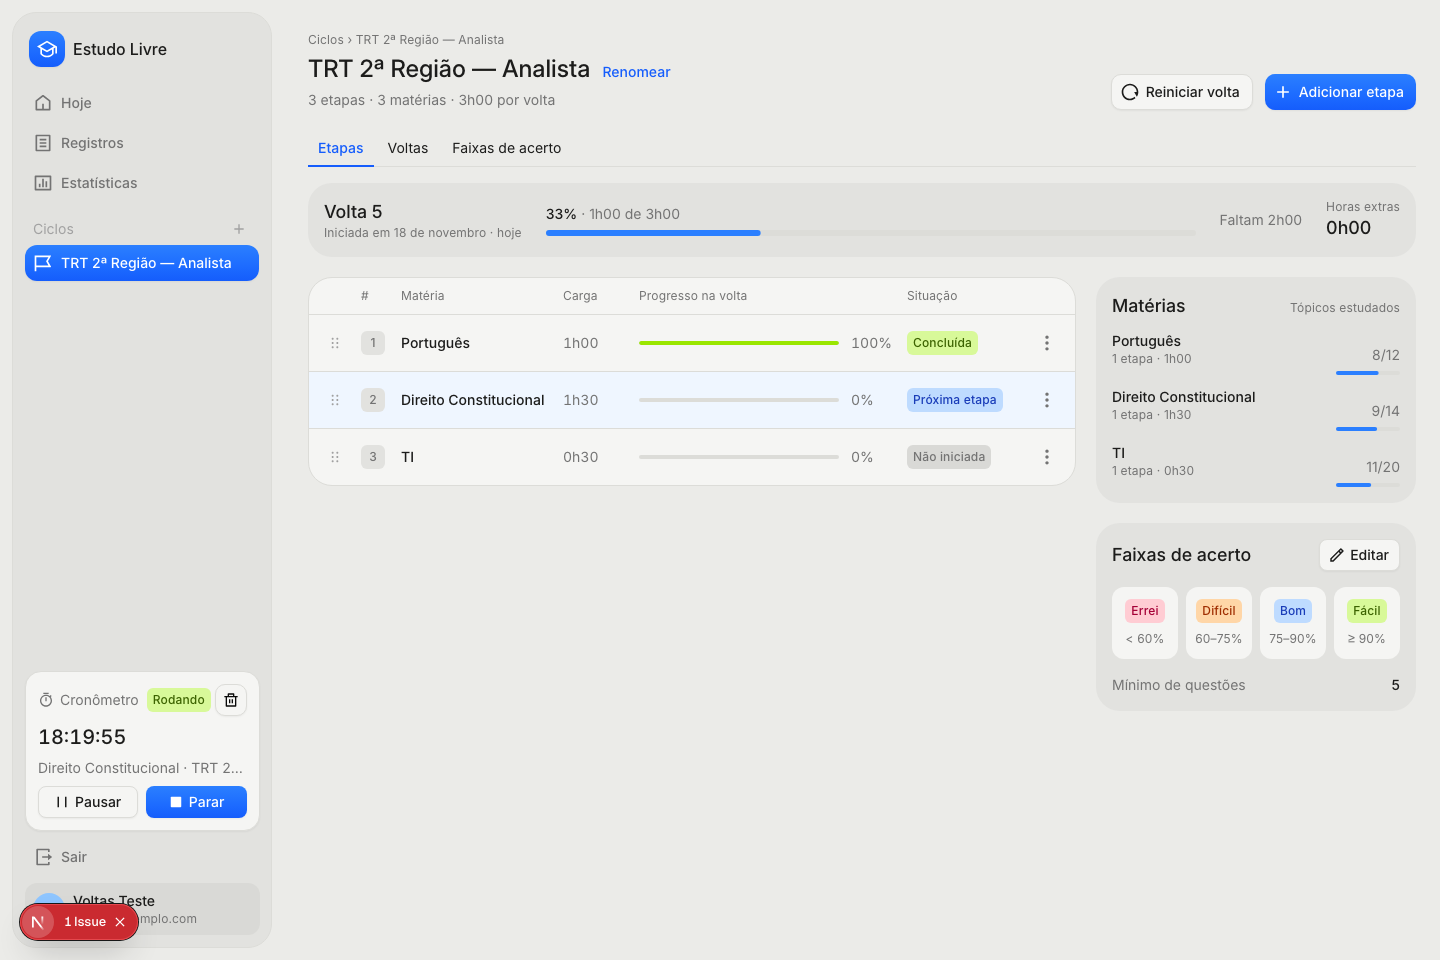 Estudo Livre
Hoje
Registros
Estatísticas
Ciclos
TRT 2ª Região — Analista
Cronômetro Rodando
18:19:55
Direito Constitucional · TRT 2...
Pausar Parar
Sair
Voltas Teste
mplo.com
N 1 Issue
Ciclos › TRT 2ª Região — Analista
TRT 2ª Região — Analista Renomear
3 etapas · 3 matérias · 3h00 por volta
Reiniciar volta Adicionar etapa
Etapas Voltas Faixas de acerto
Volta 5
Iniciada em 18 de novembro · hoje
33% · 1h00 de 3h00
Faltam 2h00
Horas extras
0h00
# Matéria Carga Progresso na volta Situação
1 Português 1h00 100% Concluída
2 Direito Constitucional 1h30 0% Próxima etapa
3 TI 0h30 0% Não iniciada
Matérias Tópicos estudados
Português
1 etapa · 1h00
8/12
Direito Constitucional
1 etapa · 1h30
9/14
TI
1 etapa · 0h30
11/20
Faixas de acerto Editar
Errei Difícil Bom Fácil
< 60% 60–75% 75–90% ≥ 90%
Mínimo de questões 5